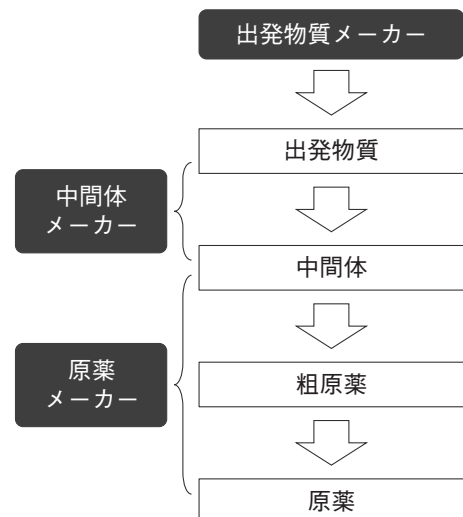 出発物質メーカー
出発物質
中間体
メーカー
中間体
原薬
メーカー
粗原薬
原薬